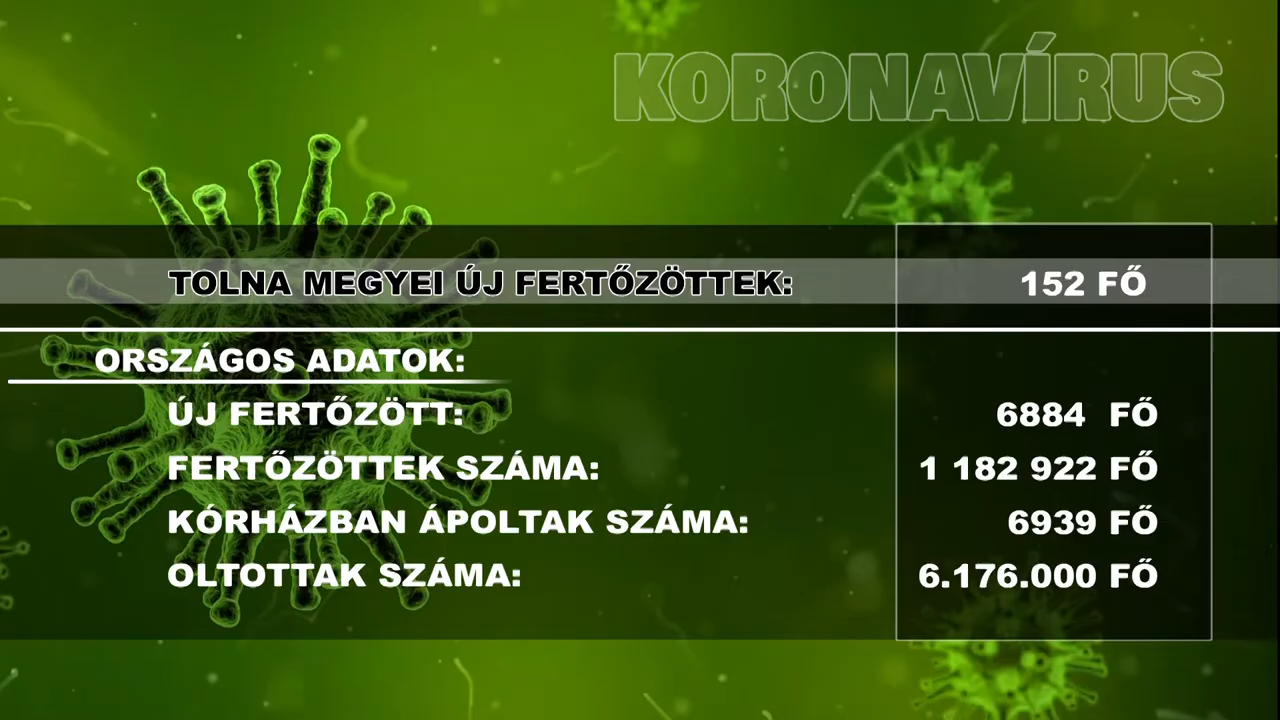 KORONAVÍRUS
TOLNA MEGYEI ÚJ FERTŐZÖTTEK: 152 FŐ
ORSZÁGOS ADATOK:
ÚJ FERTŐZÖTT: 6884 FŐ
FERTŐZÖTTEK SZÁMA: 1 182 922 FŐ
KÓRHÁZBAN ÁPOLTAK SZÁMA: 6939 FŐ
OLTOTTAK SZÁMA: 6.176.000 FŐ